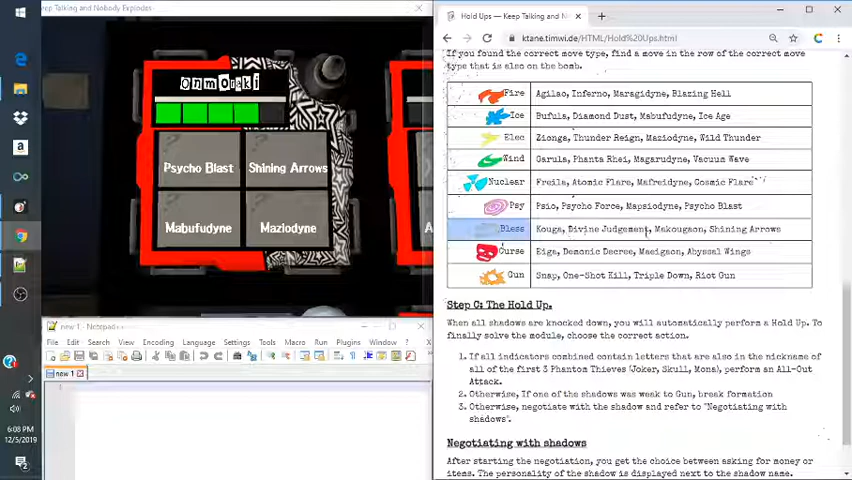 Keep Talking and Nobody Explodes
Onmoraki
Psycho Blast
Shining Arrows
Mabufudyne
Maziodyne
new 1 - Notepad++
File Edit Search View Encoding Language Settings Tools Macro Run Plugins Window
new 1
6:08 PM
12/5/2019
Hold Ups — Keep Talking and No
ktane.timwi.de/HTML/Hold%20Ups.html
If you found the correct move type, find a move in the row of the correct move
type that is also on the bomb.
Fire Agilao, Inferno, Maragidyne, Blazing Hell
Ice Bufula, Diamond Dust, Mabufudyne, Ice Age
Elec Zionga, Thunder Reign, Maziodyne, Wild Thunder
Wind Garula, Phanta Rhei, Magarudyne, Vacuum Wave
Nuclear Freila, Atomic Flare, Mafreidyne, Cosmic Flare
Psy Psio, Psycho Force, Mapsiodyne, Psycho Blast
Bless Kouga, Divine Judgement, Makougaon, Shining Arrows
Curse Eiga, Demonic Decree, Maeigaon, Abyssal Wings
Gun Snap, One-Shot Kill, Triple Down, Riot Gun
Step C: The Hold Up.
When all shadows are knocked down, you will automatically perform a Hold Up. To
finally solve the module, choose the correct action.
1. If all indicators combined contain letters that are also in the nickname of
all of the first 3 Phantom Thieves (Joker, Skull, Mona), perform an All-Out
Attack.
2. Otherwise, If one of the shadows was weak to Gun, break formation
3. Otherwise, negotiate with the shadow and refer to "Negotiating with
shadows".
Negotiating with shadows
After starting the negotiation, you get the choice between asking for money or
items. The personality of the shadow is displayed next to the shadow name.